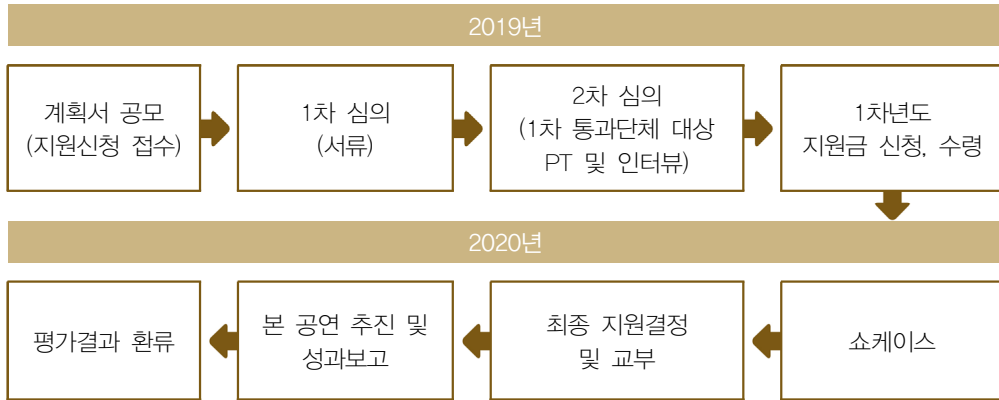 2019년
계획서 공모
(지원신청 접수)
1차 심의
(서류)
2차 심의
(1차 통과단체 대상
PT 및 인터뷰)
1차년도
지원금 신청, 수령
2020년
쇼케이스
최종 지원결정
및 교부
본 공연 추진 및
성과보고
평가결과 환류